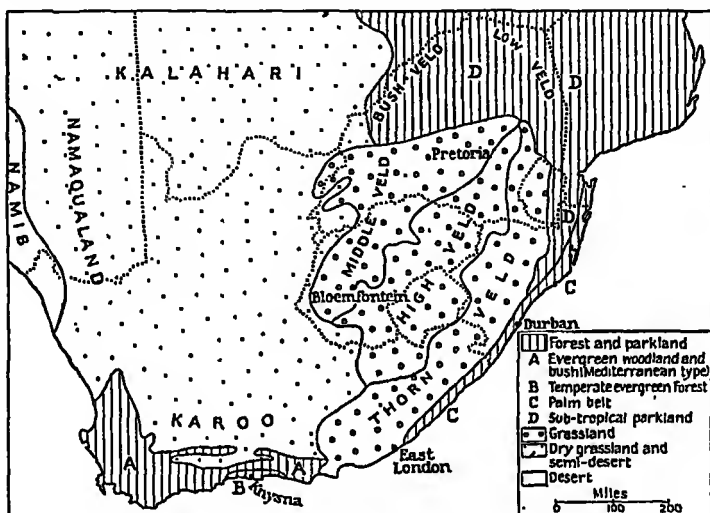 KALAHARI
BUSH VELD
LOW VELD
D
D
NAMIB
NAMAQUALAND
Pretoria
MIDDLE VELD
HIGH VELD
D
Bloemfontein
THORN VELD
C
Durban
KAROO
C
East
London
A
A
B
Knysna
Forest and parkland
A Evergreen woodland and
bush(Mediterranean type)
B Temperate evergreen Forest
C Palm belt
D Sub-tropical parkland
Grassland
Dry grassland and
semi-desert
Desert
Miles
0 100 200